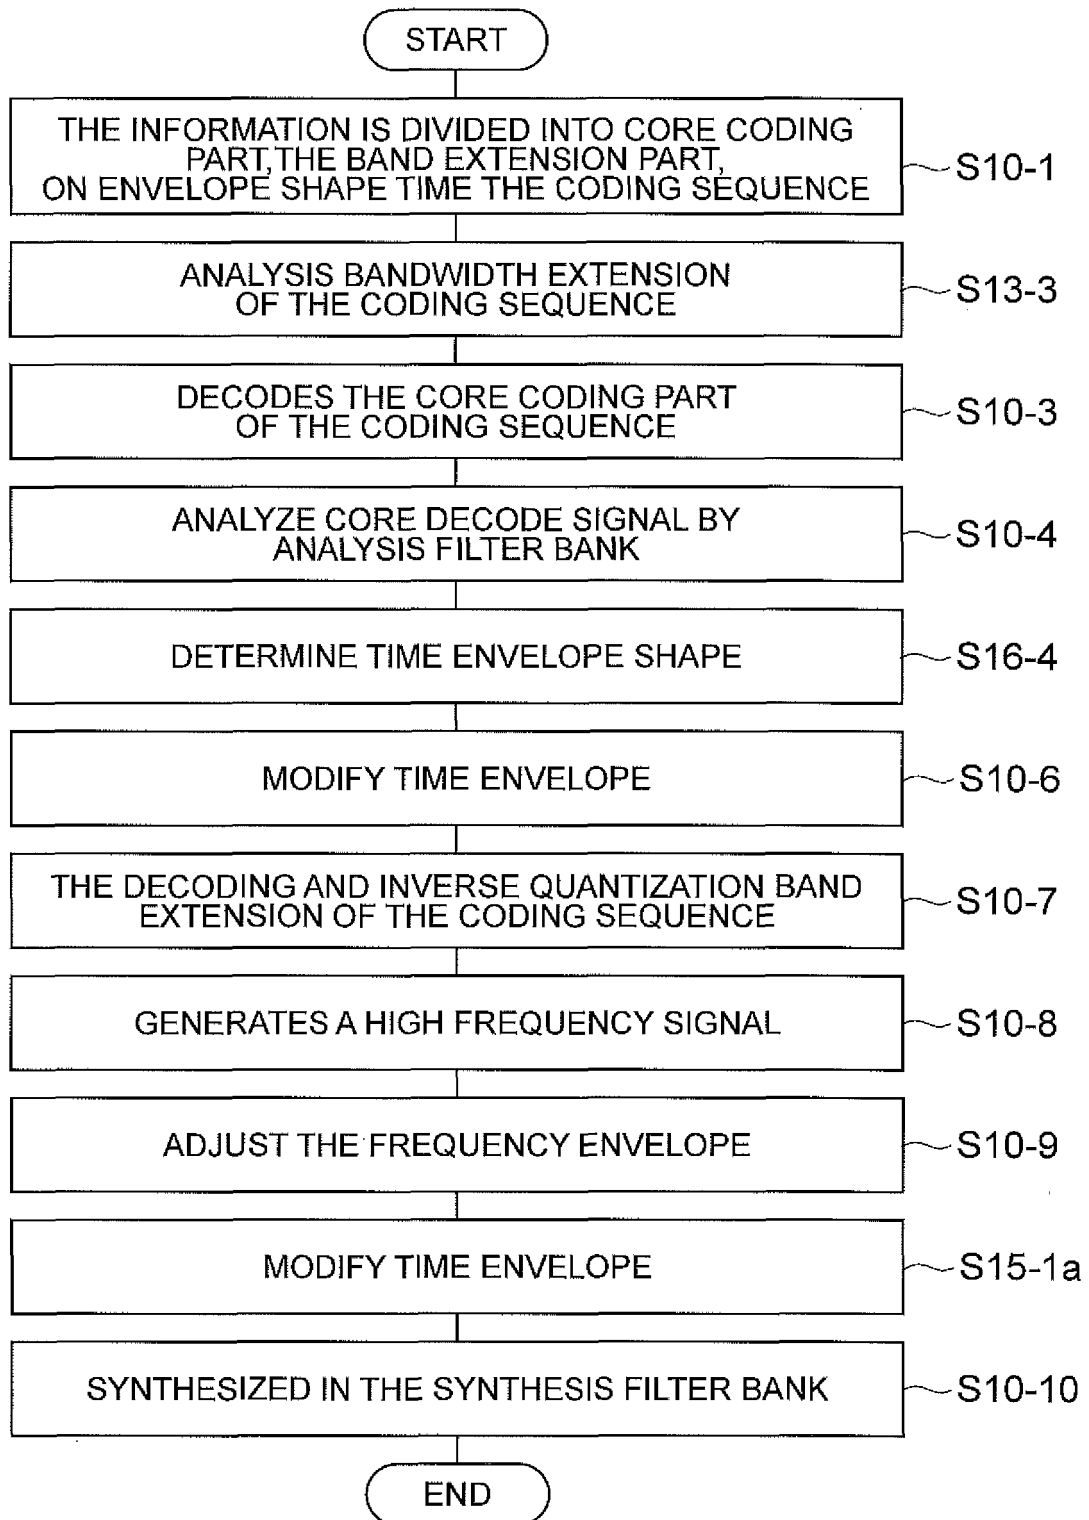 START
THE INFORMATION IS DIVIDED INTO CORE CODING
PART, THE BAND EXTENSION PART,
ON ENVELOPE SHAPE TIME THE CODING SEQUENCE
S10-1
ANALYSIS BANDWIDTH EXTENSION
OF THE CODING SEQUENCE
S13-3
DECODES THE CORE CODING PART
OF THE CODING SEQUENCE
S10-3
ANALYZE CORE DECODE SIGNAL BY
ANALYSIS FILTER BANK
S10-4
DETERMINE TIME ENVELOPE SHAPE
S16-4
MODIFY TIME ENVELOPE
S10-6
THE DECODING AND INVERSE QUANTIZATION BAND
EXTENSION OF THE CODING SEQUENCE
S10-7
GENERATES A HIGH FREQUENCY SIGNAL
S10-8
ADJUST THE FREQUENCY ENVELOPE
S10-9
MODIFY TIME ENVELOPE
S15-1a
SYNTHESIZED IN THE SYNTHESIS FILTER BANK
S10-10
END